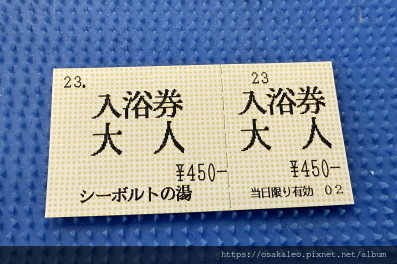 23.
入浴券
大人
¥450-
シーボルトの湯
23
入浴券
大人
¥450-
当日限り有効 02
https://osakaleo.pixnet.net/album